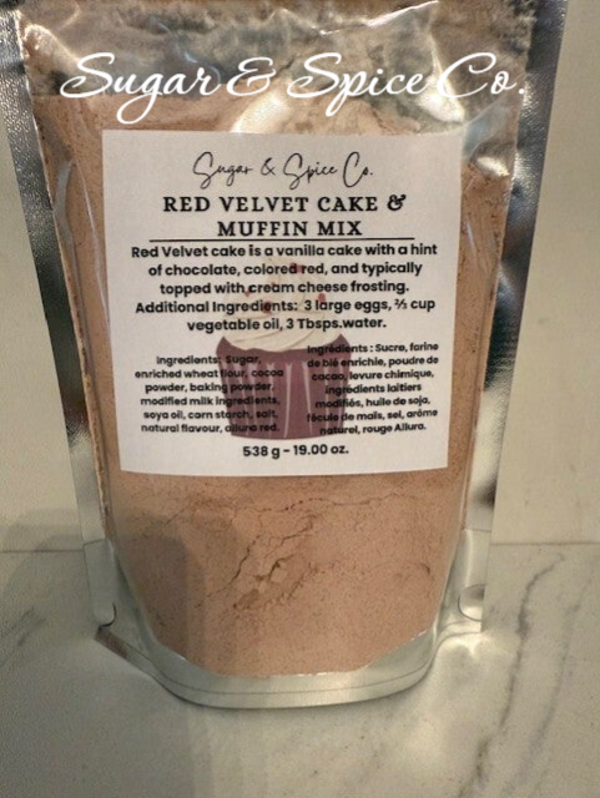 Sugar & Spice Co.
Sugar & Spice Co.
RED VELVET CAKE &
MUFFIN MIX
Red Velvet cake is a vanilla cake with a hint
of chocolate, colored red, and typically
topped with cream cheese frosting.
Additional Ingredients: 3 large eggs, ⅔ cup
vegetable oil, 3 Tbsps.water.
Ingredients: Sugar,
enriched wheat flour, cocoa
powder, baking powder,
modified milk ingredients,
soya oil, corn starch, salt,
natural flavour, allura red.
Ingrédients : Sucre, farine
de blé enrichie, poudre de
cacao, levure chimique,
ingrédients laitiers
modifiés, huile de soja,
fécule de maïs, sel, arôme
naturel, rouge Allura.
538 g - 19.00 oz.